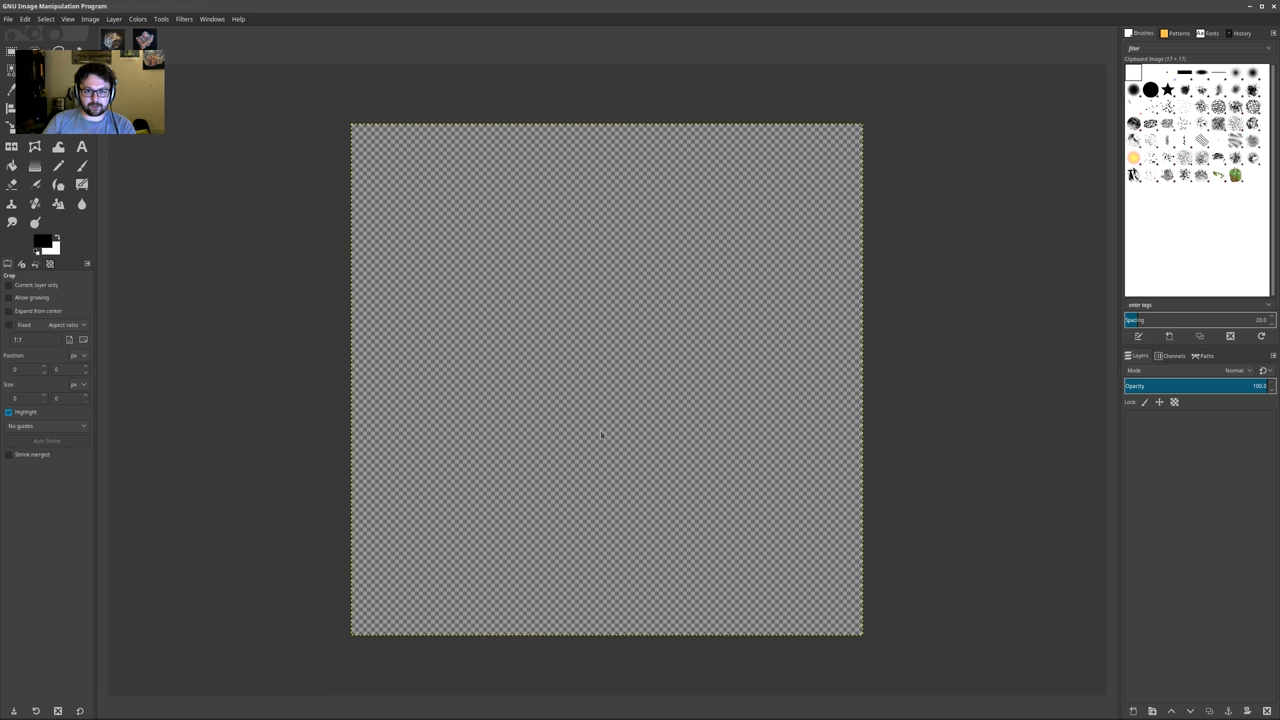 GNU Image Manipulation Program
File Edit Select View Image Layer Colors Tools Filters Windows Help
Brushes Patterns Aa Fonts History
filter
Clipboard Image (17 × 17)
Crop
Current layer only
Allow growing
Expand from center
Fixed Aspect ratio
1:1
Position: px
0 0
Size: px
0 0
Highlight
No guides
Auto Shrink
Shrink merged
enter tags
Spacing 20.0
Layers Channels Paths
Mode Normal
Opacity 100.0
Lock: